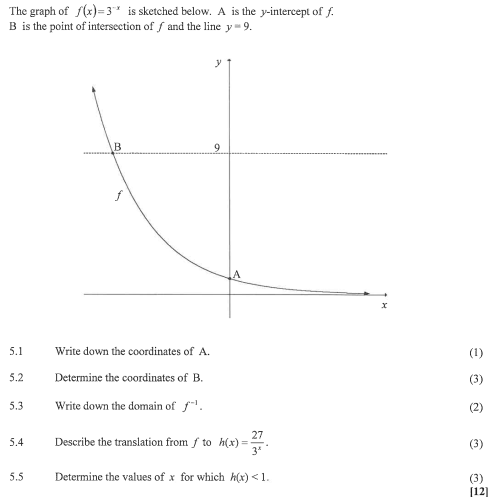 The graph of f(x)=3⁻ˣ is sketched below. A is the y-intercept of f.
B is the point of intersection of f and the line y = 9.
y
B
9
f
A
x
5.1 Write down the coordinates of A. (1)
5.2 Determine the coordinates of B. (3)
5.3 Write down the domain of f⁻¹. (2)
5.4 Describe the translation from f to h(x) = 27/3ˣ. (3)
5.5 Determine the values of x for which h(x) < 1. (3)
[12]